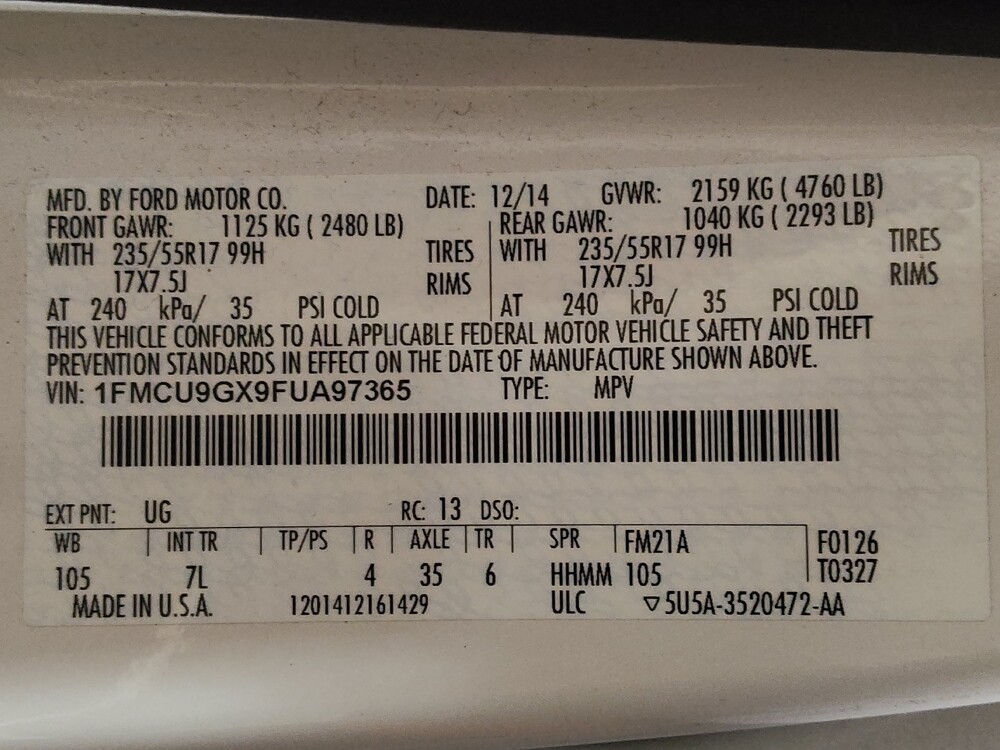 MFD. BY FORD MOTOR CO. DATE: 12/14 GVWR: 2159 KG ( 4760 LB)
FRONT GAWR: 1125 KG ( 2480 LB) REAR GAWR: 1040 KG ( 2293 LB)
WITH 235/55R17 99H TIRES WITH 235/55R17 99H TIRES
17X7.5J RIMS 17X7.5J RIMS
AT 240 kPa/ 35 PSI COLD AT 240 kPa/ 35 PSI COLD
THIS VEHICLE CONFORMS TO ALL APPLICABLE FEDERAL MOTOR VEHICLE SAFETY AND THEFT
PREVENTION STANDARDS IN EFFECT ON THE DATE OF MANUFACTURE SHOWN ABOVE.
VIN: 1FMCU9GX9FUA97365 TYPE: MPV
EXT PNT: UG RC: 13 DSO:
WB INT TR TP/PS R AXLE TR SPR FM21A F0126
105 7L 4 35 6 HHMM 105 T0327
MADE IN U.S.A. 1201412161429 ULC ▽5U5A-3520472-AA